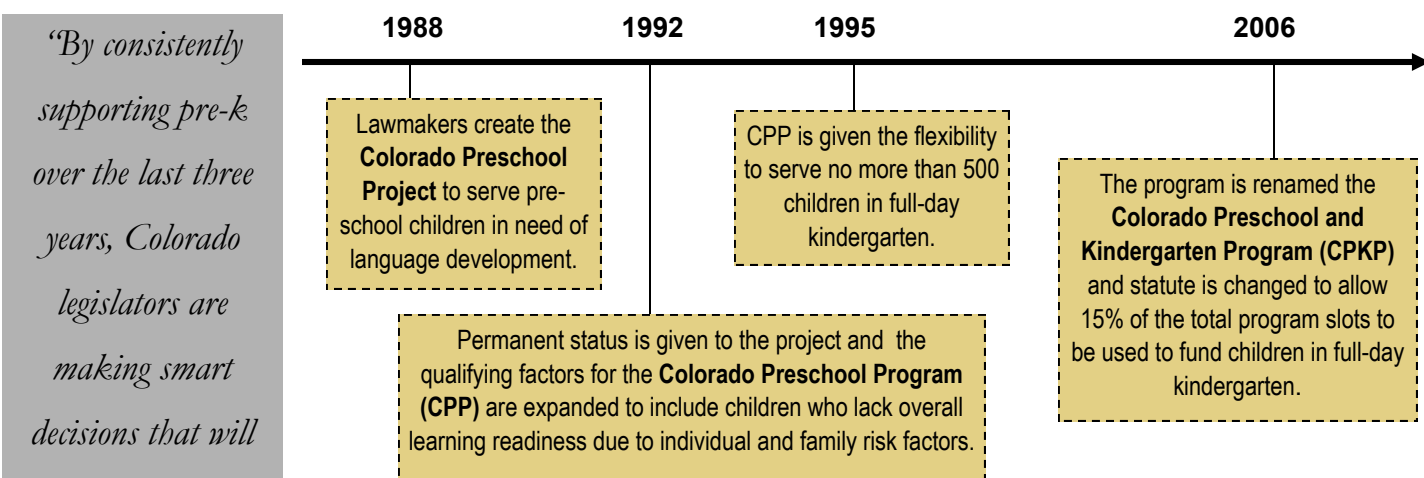 “By consistently
supporting pre-k
over the last three
years, Colorado
legislators are
making smart
decisions that will
1988
1992
1995
2006
Lawmakers create the
Colorado Preschool
Project to serve pre-
school children in need of
language development.
Permanent status is given to the project and the
qualifying factors for the Colorado Preschool Program
(CPP) are expanded to include children who lack overall
learning readiness due to individual and family risk factors.
CPP is given the flexibility
to serve no more than 500
children in full-day
kindergarten.
The program is renamed the
Colorado Preschool and
Kindergarten Program (CPKP)
and statute is changed to allow
15% of the total program slots to
be used to fund children in full-day
kindergarten.